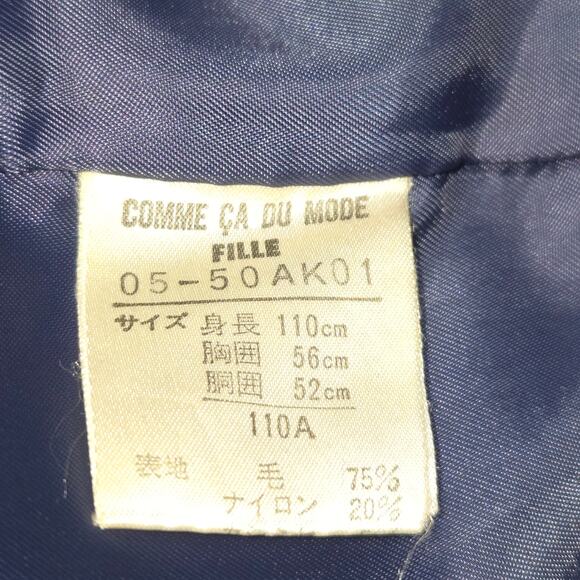 COMME ÇA DU MODE
FILLE
05-50AK01
サイズ 身長 110cm
胸囲 56cm
胴囲 52cm
110A
表地 毛 75%
ナイロン 20%